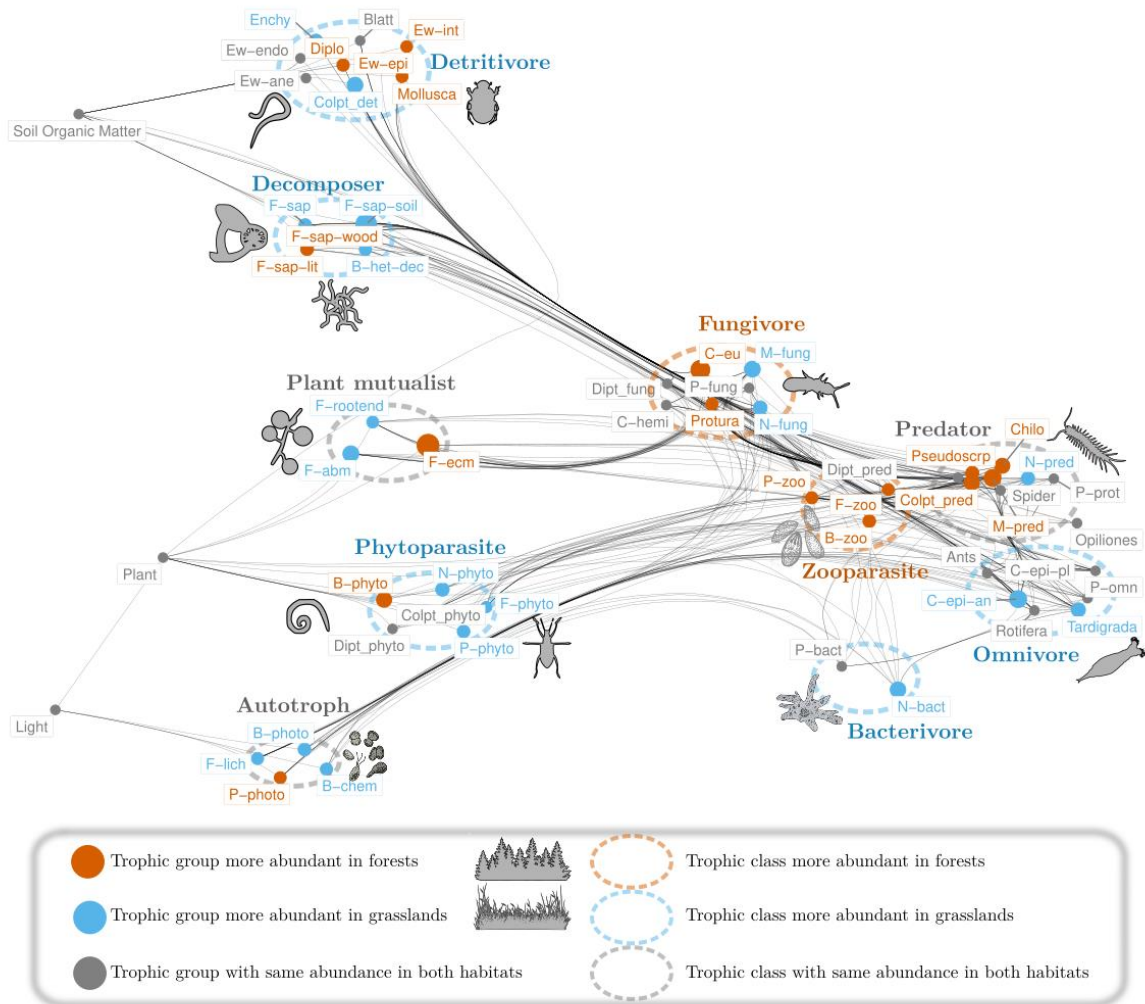 Enchy
Blatt
Ew-int
Ew-endo
Diplo
Ew-epi
Detritivore
Ew-ane
Colpt_det
Mollusca
Soil Organic Matter
Decomposer
F-sap
F-sap-soil
F-sap-wood
F-sap-lit
B-het-dec
Fungivore
C-eu
M-fung
Dipt_fung
P-fung
C-hemi
Protura
N-fung
Plant mutualist
F-rootend
F-abm
F-ecm
Predator
Chilo
Pseudoscrp
N-pred
Dipt_pred
P-zoo
Colpt_pred
Spider
P-prot
F-zoo
B-zoo
M-pred
Opiliones
Zooparasite
Ants
C-epi-pl
P-omn
C-epi-an
Rotifera
Tardigrada
Omnivore
Plant
Phytoparasite
B-phyto
N-phyto
F-phyto
Colpt_phyto
Dipt_phyto
P-phyto
P-bact
N-bact
Bacterivore
Light
Autotroph
B-photo
F-lich
P-photo
B-chem
Trophic group more abundant in forests
Trophic class more abundant in forests
Trophic group more abundant in grasslands
Trophic class more abundant in grasslands
Trophic group with same abundance in both habitats
Trophic class with same abundance in both habitats